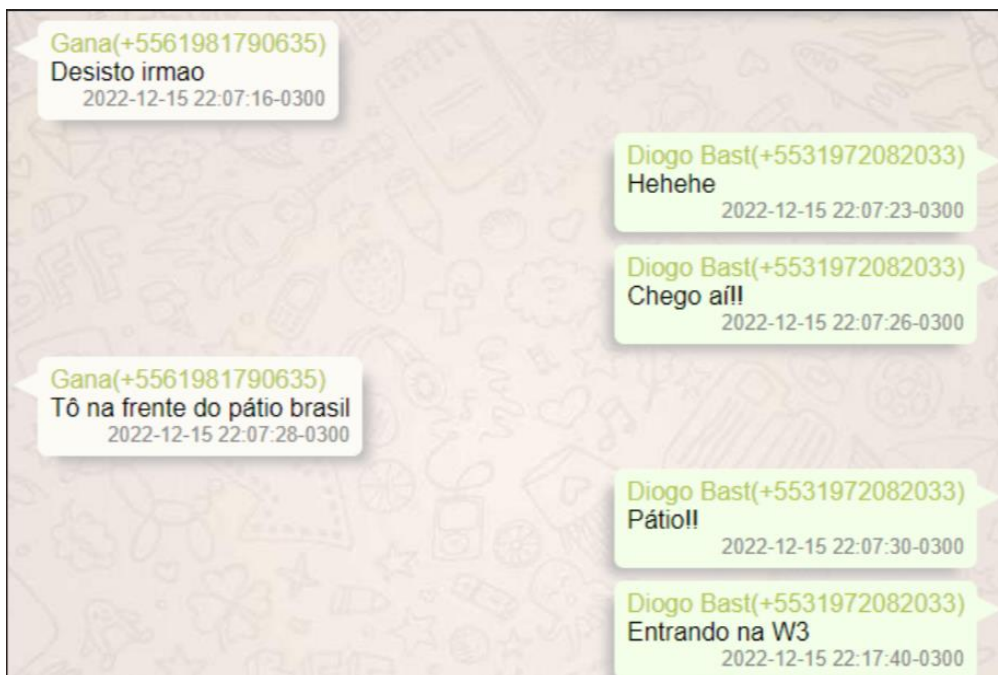 Gana(+5561981790635)
Desisto irmao
2022-12-15 22:07:16-0300
Diogo Bast(+5531972082033)
Hehehe
2022-12-15 22:07:23-0300
Diogo Bast(+5531972082033)
Chego aí!!
2022-12-15 22:07:26-0300
Gana(+5561981790635)
Tô na frente do pátio brasil
2022-12-15 22:07:28-0300
Diogo Bast(+5531972082033)
Pátio!!
2022-12-15 22:07:30-0300
Diogo Bast(+5531972082033)
Entrando na W3
2022-12-15 22:17:40-0300